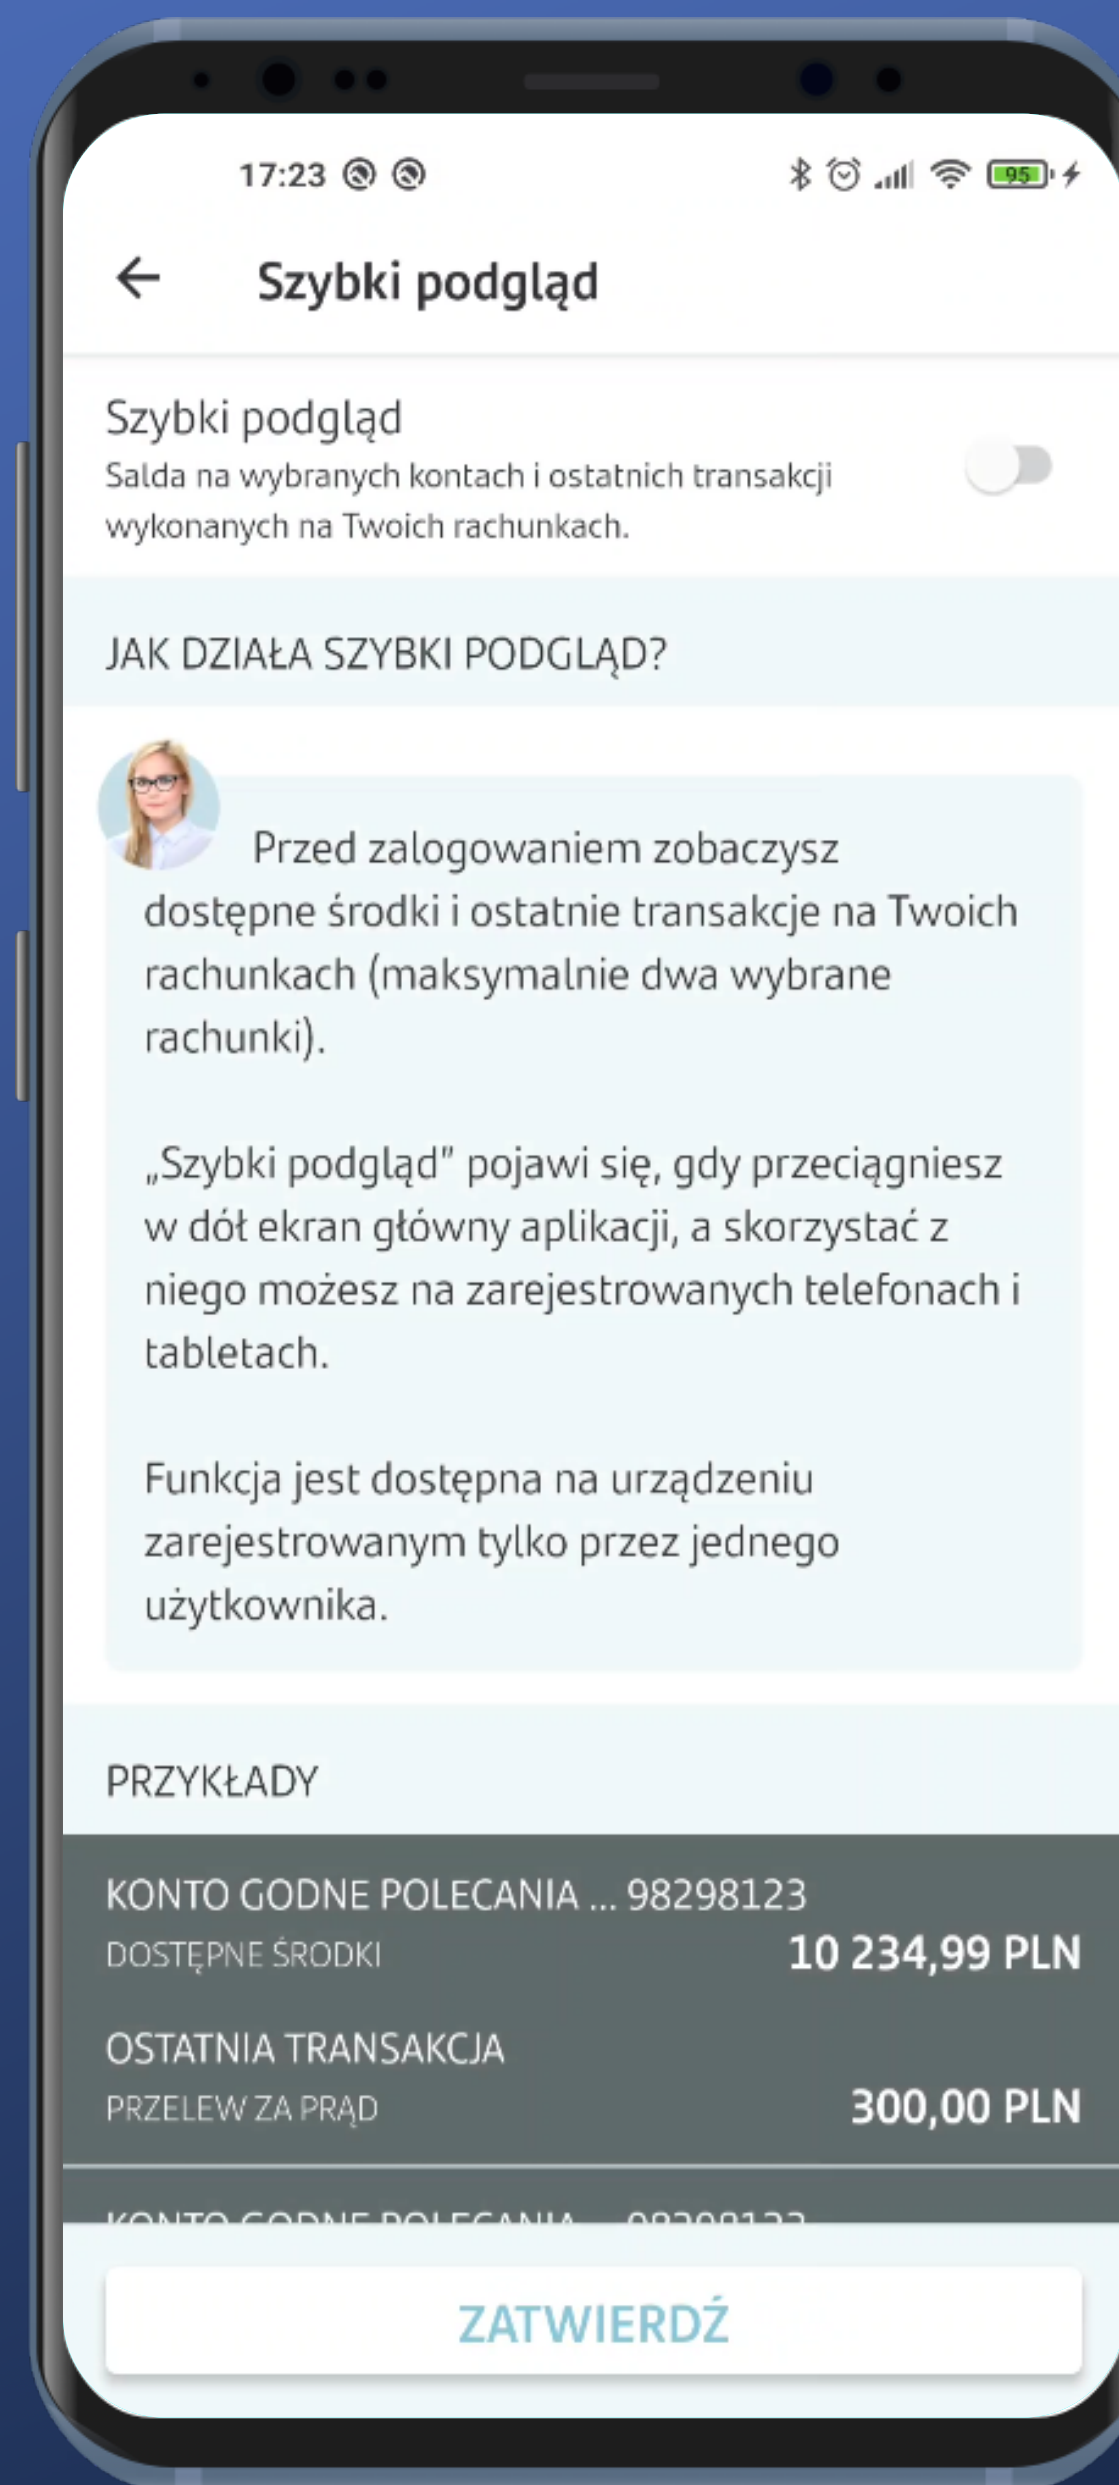 17:23
95
Szybki podgląd
Szybki podgląd
Salda na wybranych kontach i ostatnich transakcji
wykonanych na Twoich rachunkach.
JAK DZIAŁA SZYBKI PODGLĄD?
Przed zalogowaniem zobaczysz
dostępne środki i ostatnie transakcje na Twoich
rachunkach (maksymalnie dwa wybrane
rachunki).
„Szybki podgląd” pojawi się, gdy przeciągniesz
w dół ekran główny aplikacji, a skorzystać z
niego możesz na zarejestrowanych telefonach i
tabletach.
Funkcja jest dostępna na urządzeniu
zarejestrowanym tylko przez jednego
użytkownika.
PRZYKŁADY
KONTO GODNE POLECANIA ... 98298123
DOSTĘPNE ŚRODKI 10 234,99 PLN
OSTATNIA TRANSAKCJA
PRZELEW ZA PRĄD 300,00 PLN
KONTO GODNE POLECANIA ... 98298123
ZATWIERDŹ